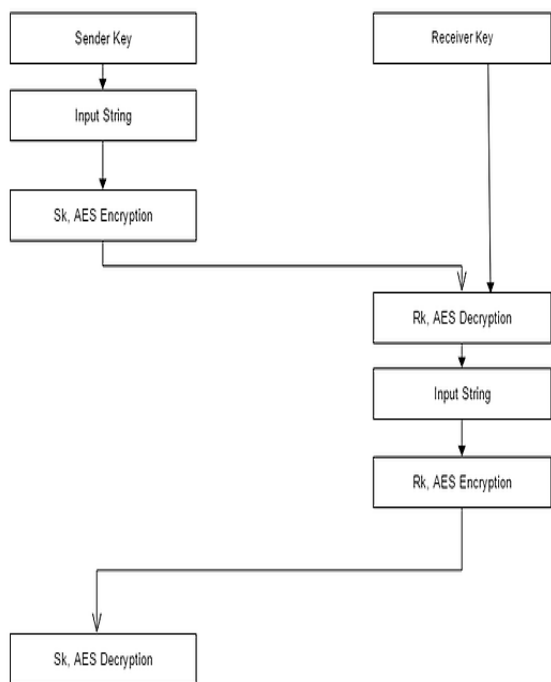 Sender Key
Receiver Key
Input String
Sk, AES Encryption
Rk, AES Decryption
Input String
Rk, AES Encryption
Sk, AES Decryption